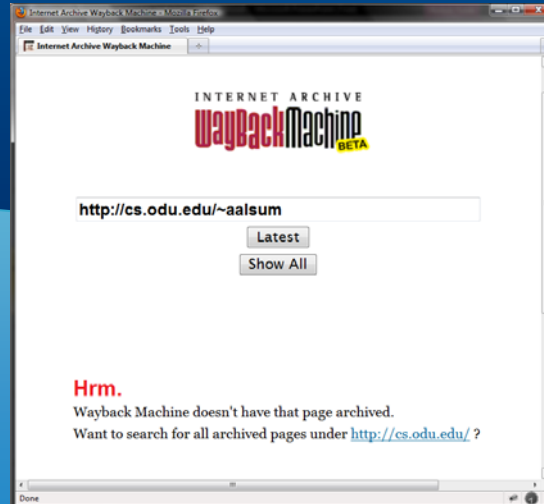 Internet Archive Wayback Machine - Mozilla Firefox
File Edit View History Bookmarks Tools Help
Internet Archive Wayback Machine
INTERNET ARCHIVE
WayBackMachine
BETA
http://cs.odu.edu/~aalsum
Latest
Show All
Hrm.
Wayback Machine doesn't have that page archived.
Want to search for all archived pages under http://cs.odu.edu/ ?
Done